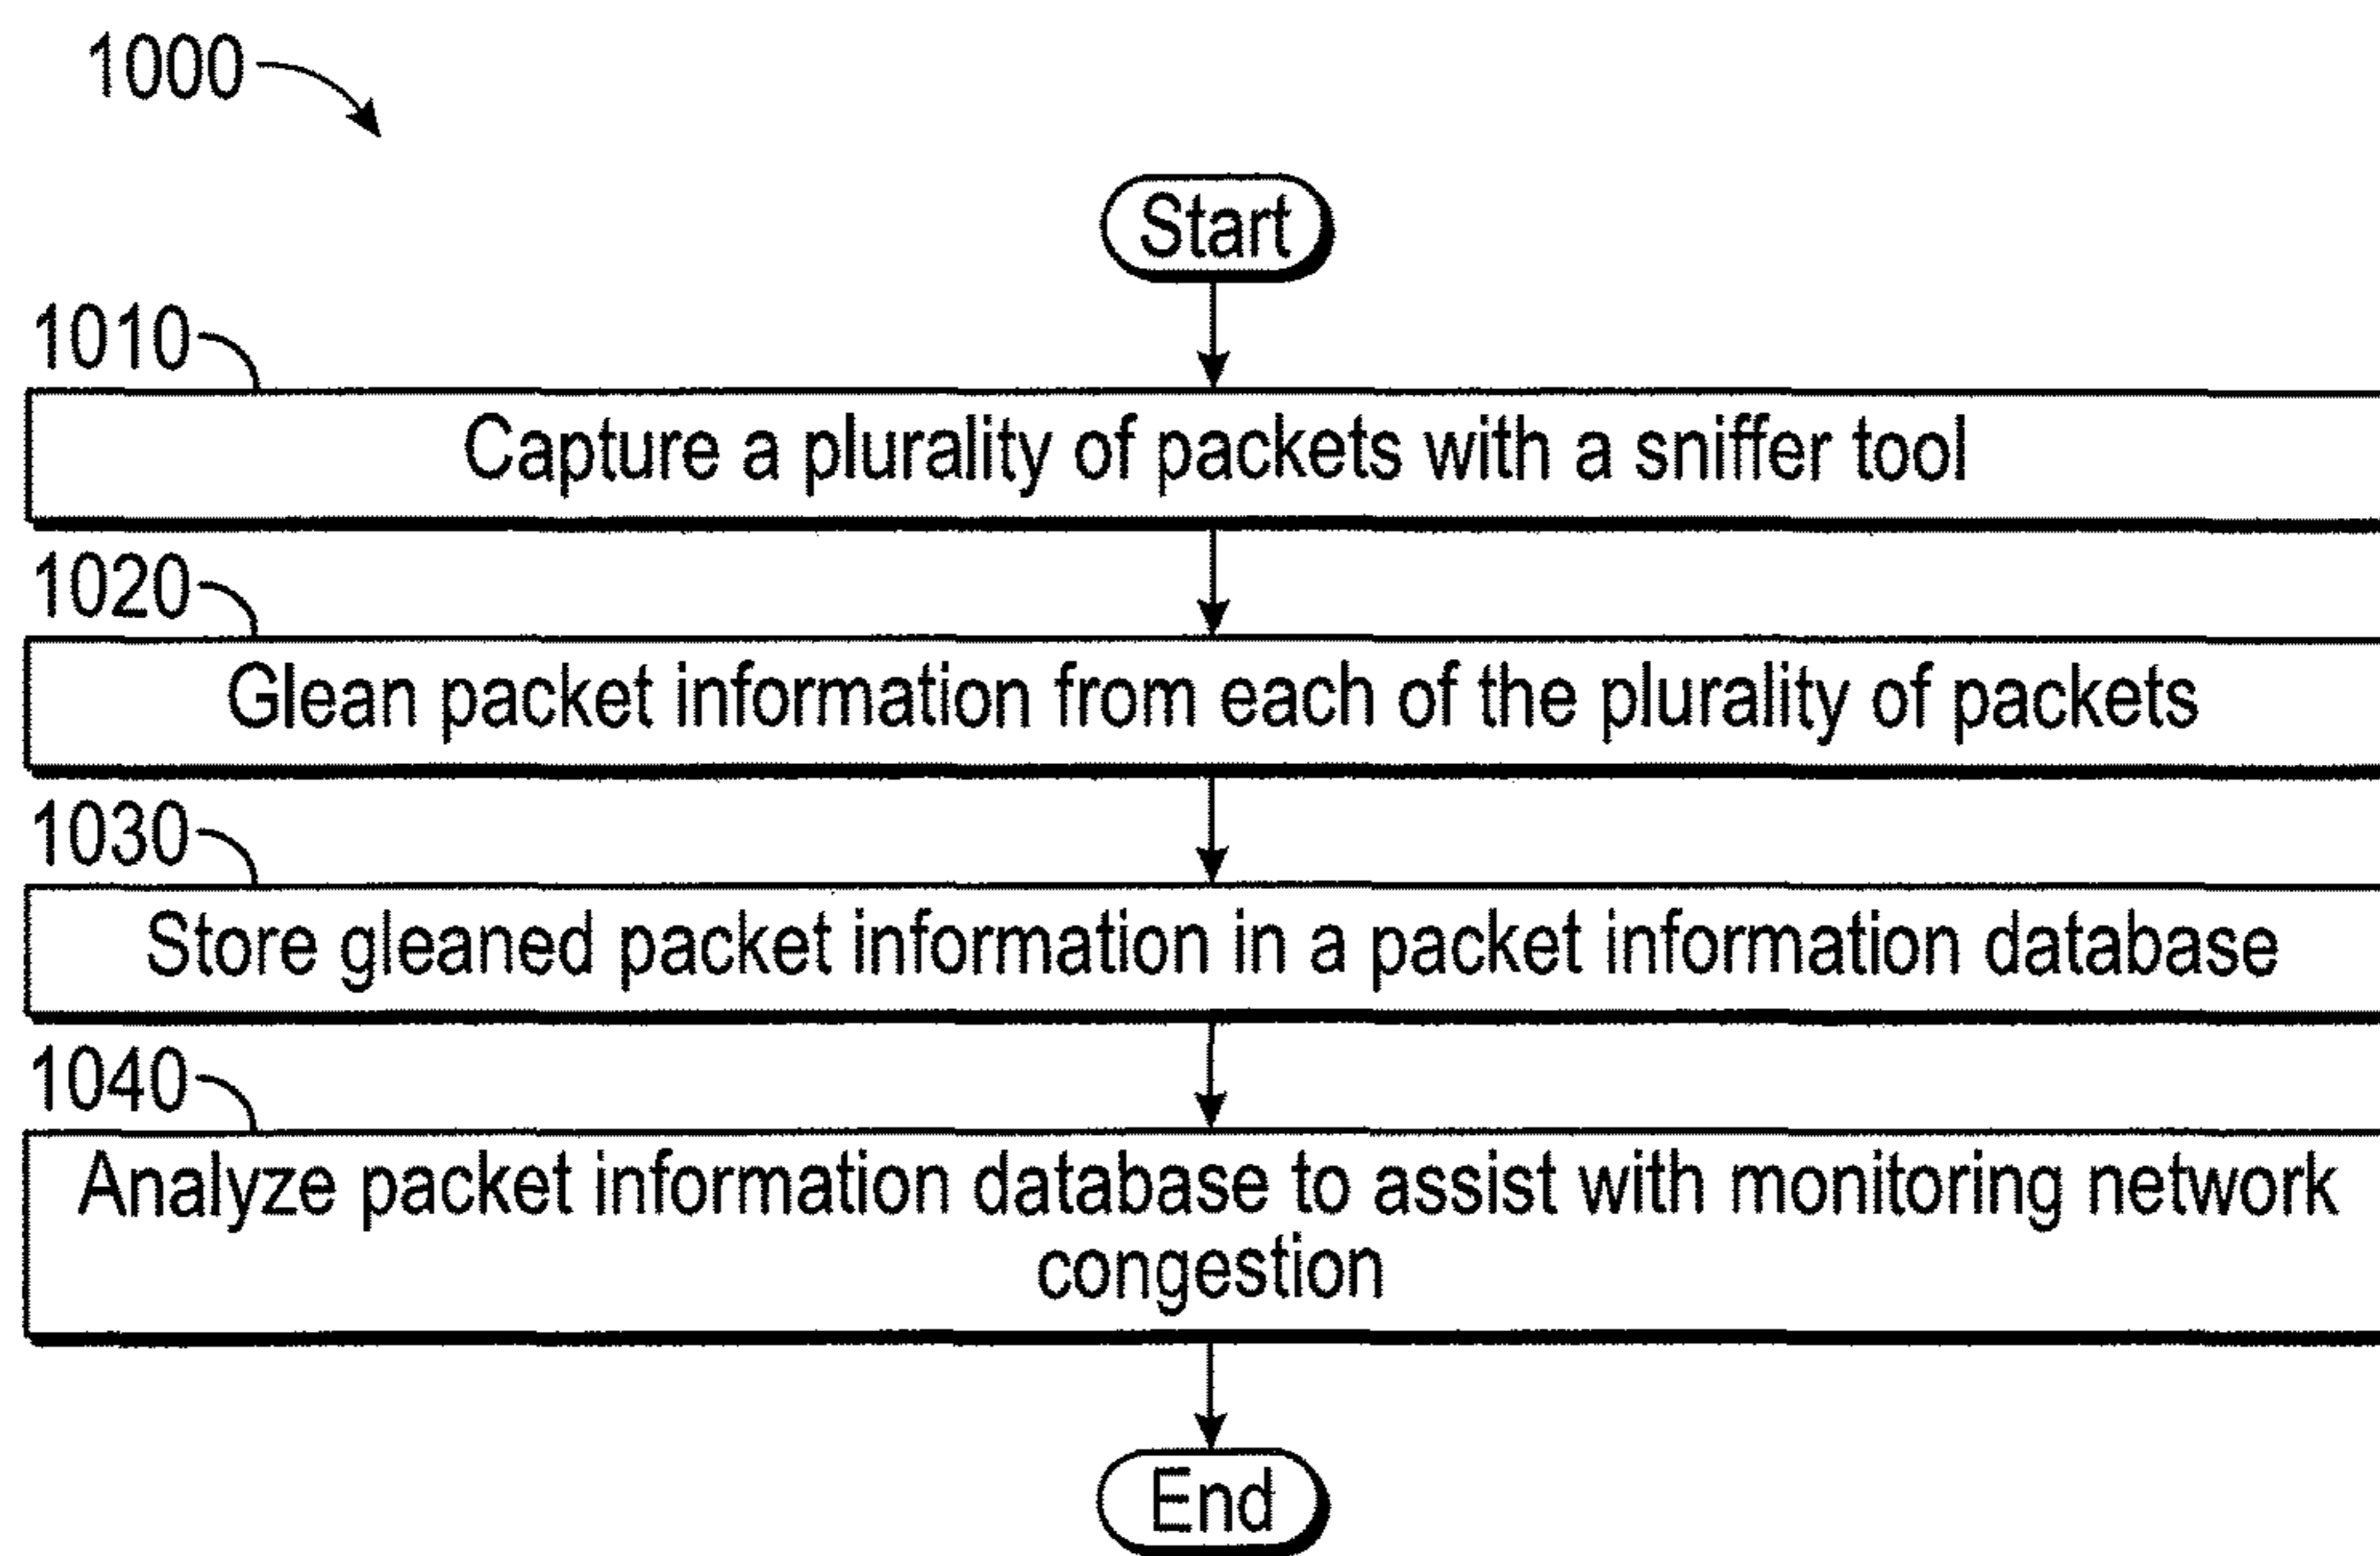 1000
Start
1010
Capture a plurality of packets with a sniffer tool
1020
Glean packet information from each of the plurality of packets
1030
Store gleaned packet information in a packet information database
1040
Analyze packet information database to assist with monitoring network
congestion
End